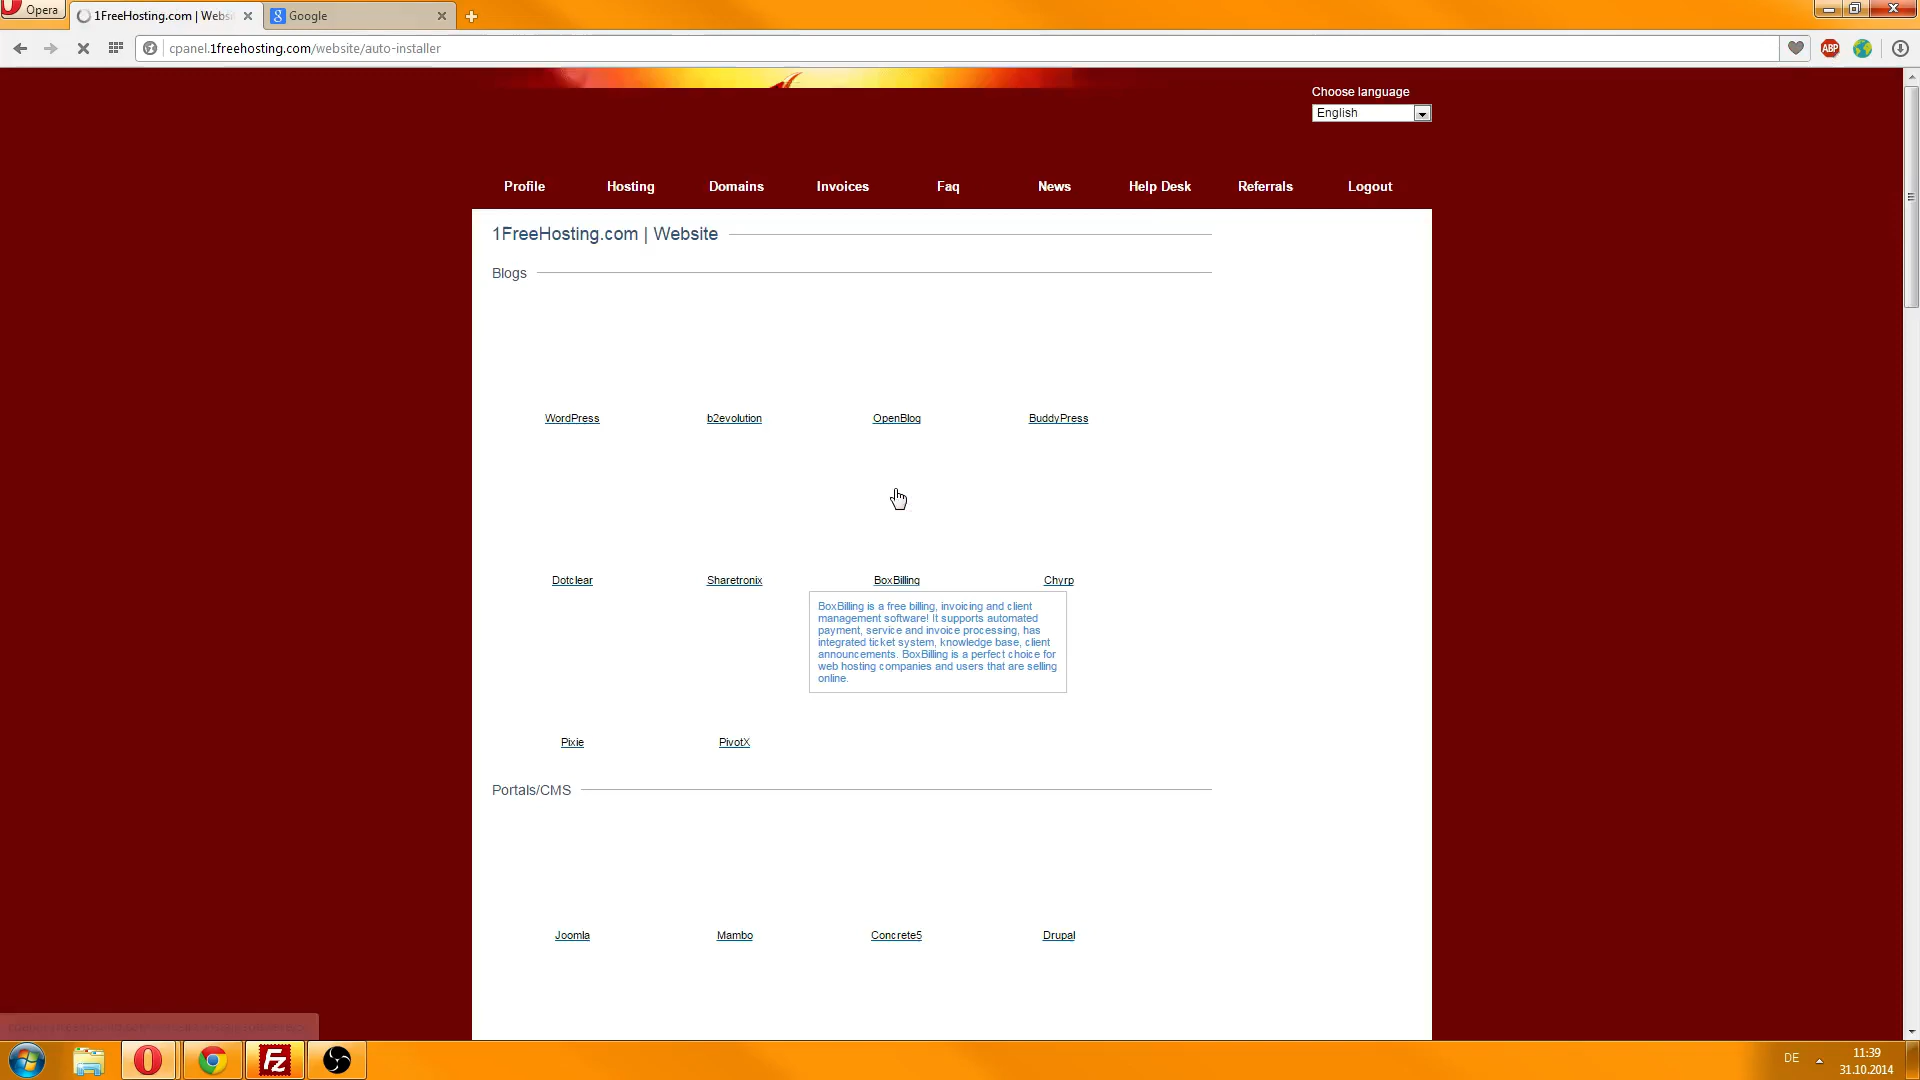 Opera
1FreeHosting.com | Websi
Google
cpanel.1freehosting.com/website/auto-installer
ABP
Choose language
English
Profile
Hosting
Domains
Invoices
Faq
News
Help Desk
Referrals
Logout
1FreeHosting.com | Website
Blogs
WordPress
b2evolution
OpenBlog
BuddyPress
Dotclear
Sharetronix
BoxBilling
Chyrp
BoxBilling is a free billing, invoicing and client
management software! It supports automated
payment, service and invoice processing, has
integrated ticket system, knowledge base, client
announcements. BoxBilling is a perfect choice for
web hosting companies and users that are selling
online.
Pixie
PivotX
Portals/CMS
Joomla
Mambo
Concrete5
Drupal
DE
11:39
31.10.2014